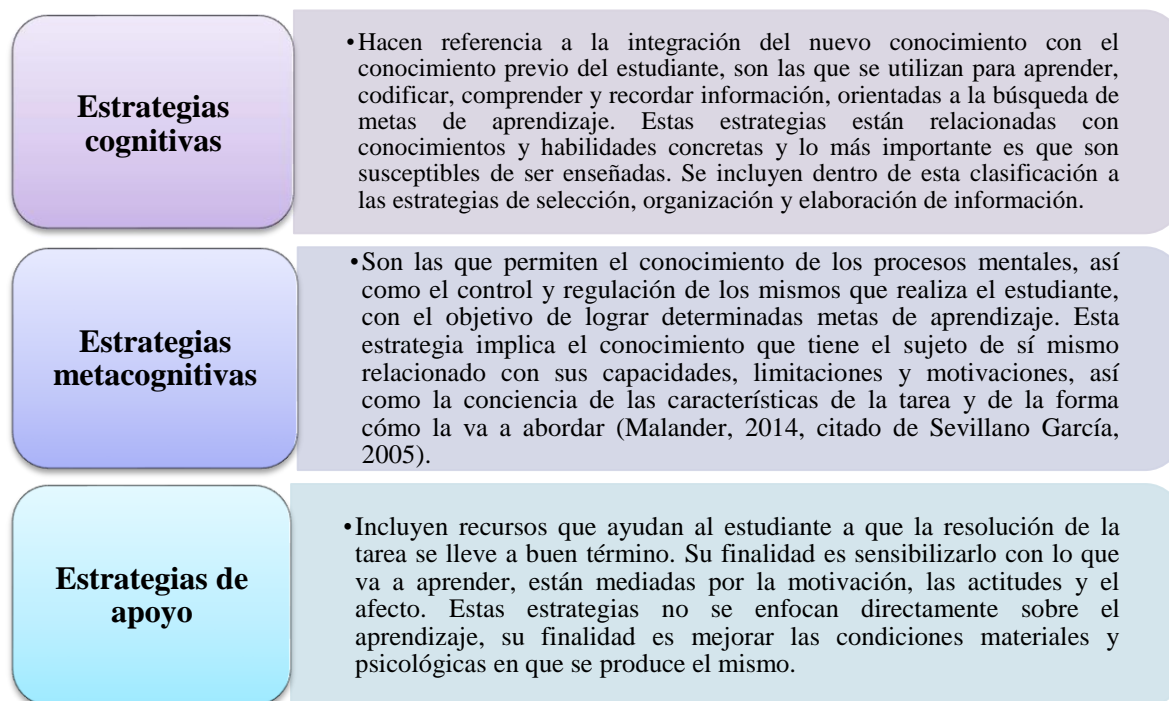 Estrategias
cognitivas
•Hacen referencia a la integración del nuevo conocimiento con el
conocimiento previo del estudiante, son las que se utilizan para aprender,
codificar, comprender y recordar información, orientadas a la búsqueda de
metas de aprendizaje. Estas estrategias están relacionadas con
conocimientos y habilidades concretas y lo más importante es que son
susceptibles de ser enseñadas. Se incluyen dentro de esta clasificación a
las estrategias de selección, organización y elaboración de información.
Estrategias
metacognitivas
•Son las que permiten el conocimiento de los procesos mentales, así
como el control y regulación de los mismos que realiza el estudiante,
con el objetivo de lograr determinadas metas de aprendizaje. Esta
estrategia implica el conocimiento que tiene el sujeto de sí mismo
relacionado con sus capacidades, limitaciones y motivaciones, así
como la conciencia de las características de la tarea y de la forma
cómo la va a abordar (Malander, 2014, citado de Sevillano García,
2005).
Estrategias de
apoyo
•Incluyen recursos que ayudan al estudiante a que la resolución de la
tarea se lleve a buen término. Su finalidad es sensibilizarlo con lo que
va a aprender, están mediadas por la motivación, las actitudes y el
afecto. Estas estrategias no se enfocan directamente sobre el
aprendizaje, su finalidad es mejorar las condiciones materiales y
psicológicas en que se produce el mismo.